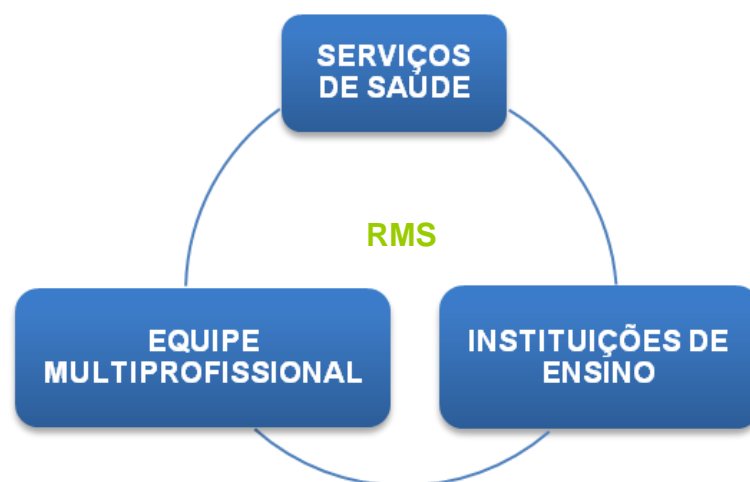 SERVIÇOS
DE SAÚDE
RMS
EQUIPE
MULTIPROFISSIONAL
INSTITUIÇÕES DE
ENSINO